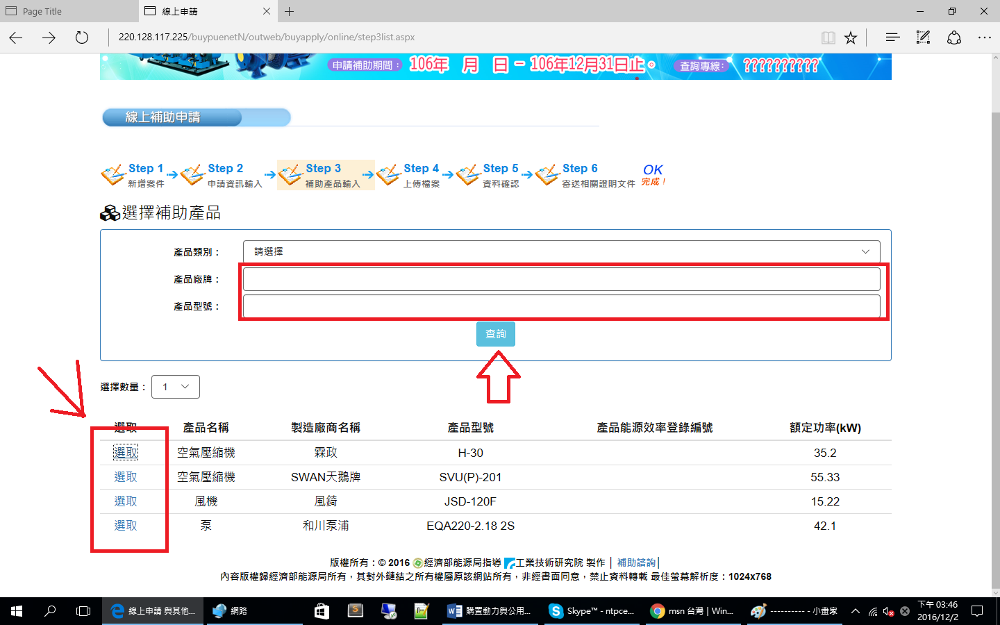 Page Title
線上申請
220.128.117.225/buypuenetN/outweb/buyapply/online/step3list.aspx
申請補助期間： 106年 月 日 - 106年12月31日止。 查詢專線: ??????????
線上補助申請
Step 1 Step 2 Step 3 Step 4 Step 5 Step 6 OK
新增案件 申請資訊輸入 補助產品輸入 上傳檔案 資料確認 寄送相關證明文件 完成！
選擇補助產品
產品類別： 請選擇
產品廠牌：
產品型號：
查詢
選擇數量： 1
選取 產品名稱 製造廠商名稱 產品型號 產品能源效率登錄編號 額定功率(kW)
選取 空氣壓縮機 霖政 H-30 35.2
選取 空氣壓縮機 SWAN天鵝牌 SVU(P)-201 55.33
選取 風機 風錡 JSD-120F 15.22
選取 泵 和川泵浦 EQA220-2.18 2S 42.1
版權所有：© 2016 經濟部能源局指導 工業技術研究院 製作 | 補助諮詢|
內容版權歸經濟部能源局所有，其對外鏈結之所有權屬原該網站所有，非經書面同意，禁止資料轉載 最佳螢幕解析度：1024x768
線上申請 與其他... 網路 購置動力與公用... Skype™ - ntpce... msn 台灣 | Win... ---------- - 小畫家 下午 03:46
2016/12/2